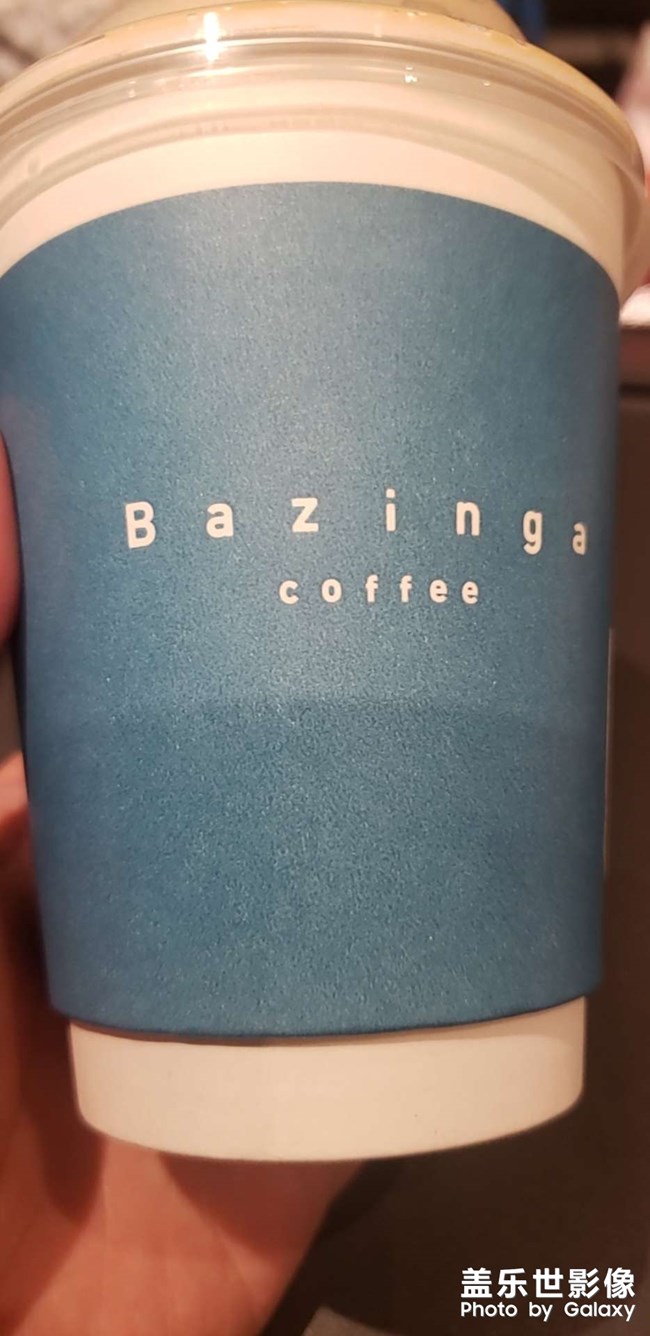 Bazinga
coffee
盖乐世影像
Photo by Galaxy